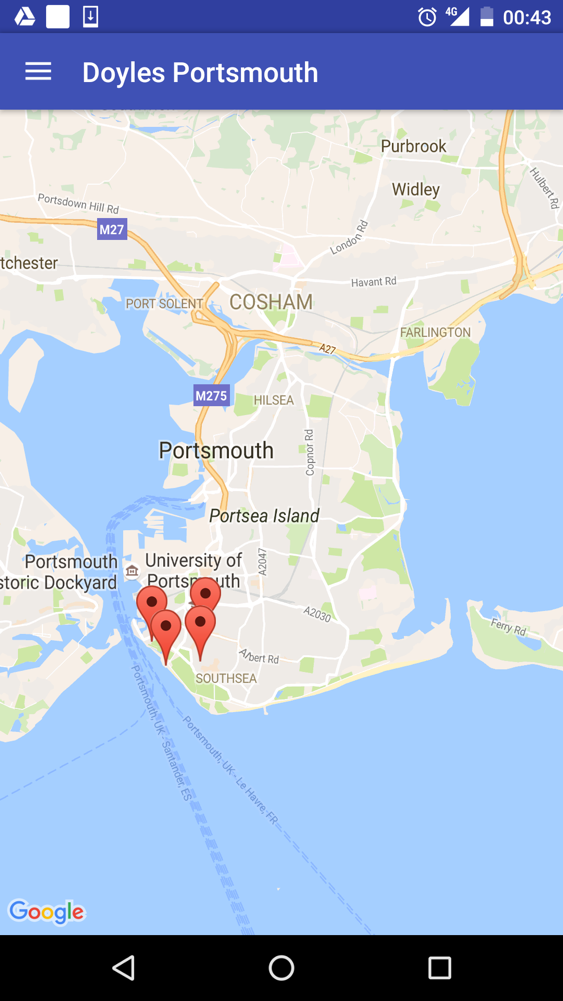 4G
00:43
Doyles Portsmouth
Purbrook
Widley
Hulbert Rd
Portsdown Hill Rd
M27
London Rd
tchester
Havant Rd
PORT SOLENT
COSHAM
FARLINGTON
A27
M275
HILSEA
Portsmouth
Copnor Rd
Portsea Island
Portsmouth
storic Dockyard
University of
Portsmouth
A2047
A2030
Ferry Rd
Albert Rd
SOUTHSEA
Portsmouth, UK - Santander, ES
Portsmouth, UK - Le Havre, FR
Google